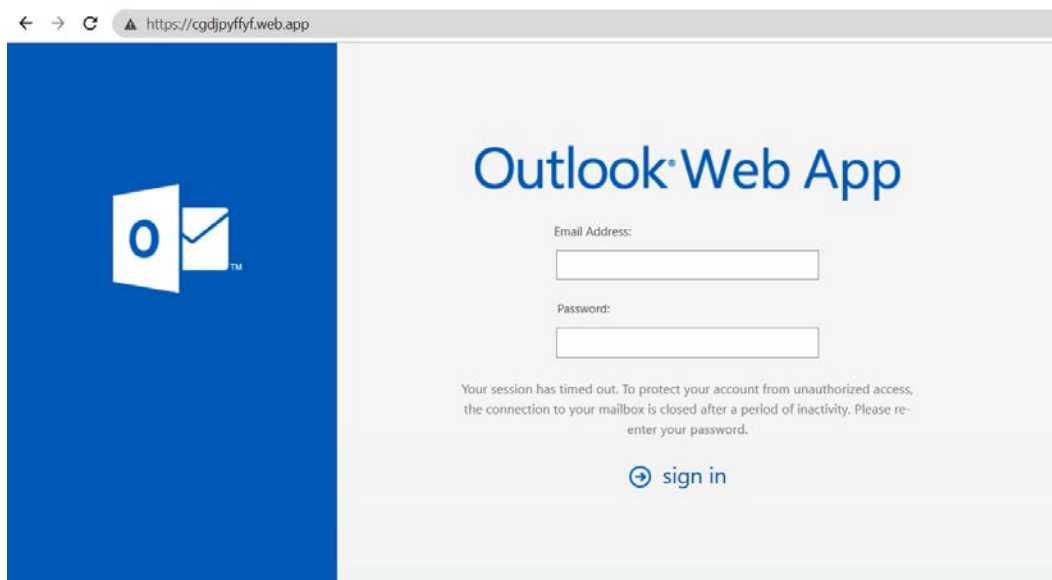 https://cgdjpyffyf.web.app
Outlook® Web App
Email Address:
Password:
Your session has timed out. To protect your account from unauthorized access,
the connection to your mailbox is closed after a period of inactivity. Please re-
enter your password.
sign in
O
TM